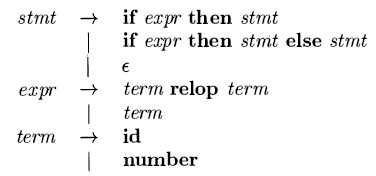 stmt → if expr then stmt
| if expr then stmt else stmt
| ϵ
expr → term relop term
| term
term → id
| number